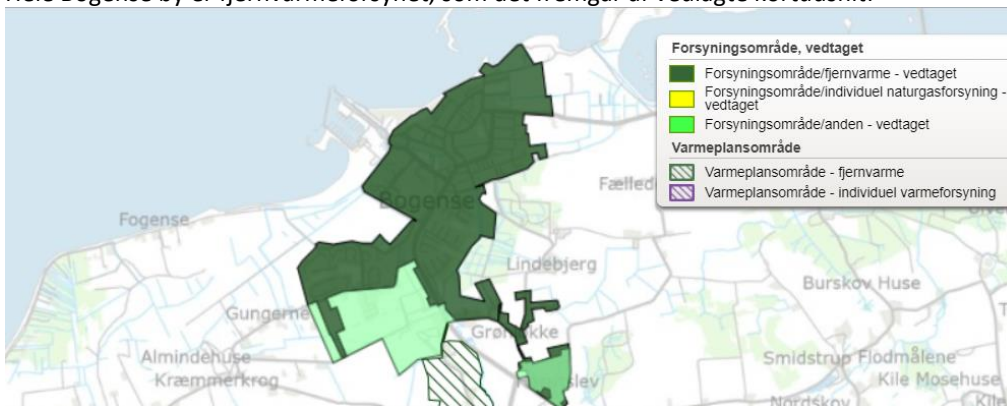 Hele Bogense by er fjernvarmeforsynet, som det fremgår af vedlagte kortudsnit.
Forsyningsområde, vedtaget
Forsyningsområde/fjernvarme - vedtaget
Forsyningsområde/individuel naturgasforsyning -
vedtaget
Forsyningsområde/anden - vedtaget
Varmeplansområde
Varmeplansområde - fjernvarme
Varmeplansområde - individuel varmeforsyning
Fælled
Bogense
Fogense
Lindebjerg
Burskov Huse
Gungerne
Almindehuse
Kræmmerkrog
Smidstrup
Flodmålene
Kile Mosehuse
Nordskov